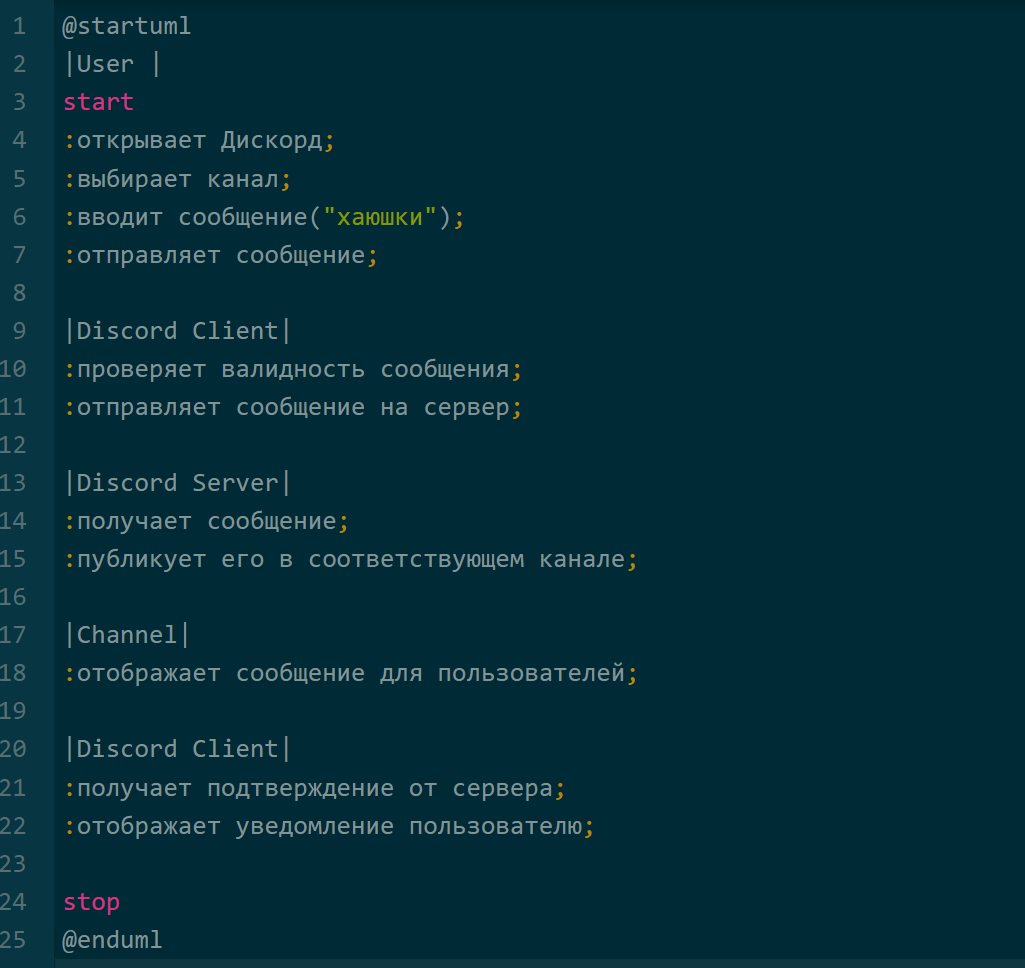 1 @startuml
2 |User |
3 start
4 :открывает Дискорд;
5 :выбирает канал;
6 :вводит сообщение("хаюшки");
7 :отправляет сообщение;
8
9 |Discord Client|
10 :проверяет валидность сообщения;
11 :отправляет сообщение на сервер;
12
13 |Discord Server|
14 :получает сообщение;
15 :публикует его в соответствующем канале;
16
17 |Channel|
18 :отображает сообщение для пользователей;
19
20 |Discord Client|
21 :получает подтверждение от сервера;
22 :отображает уведомление пользователю;
23
24 stop
25 @enduml